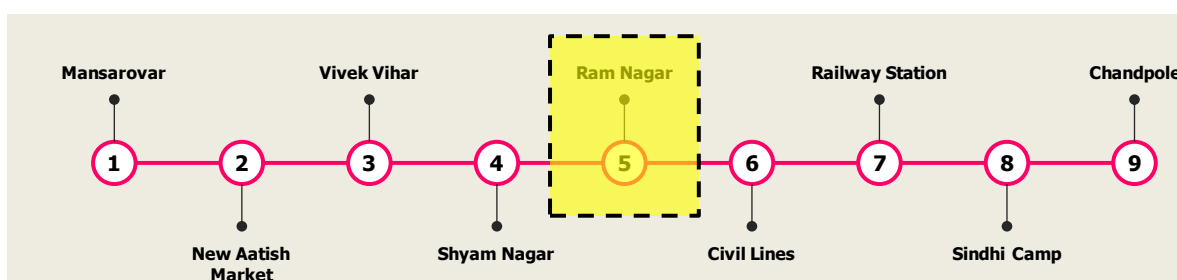 Mansarovar
Vivek Vihar
Ram Nagar
Railway Station
Chandpole
1
2
3
4
5
6
7
8
9
New Aatish
Market
Shyam Nagar
Civil Lines
Sindhi Camp